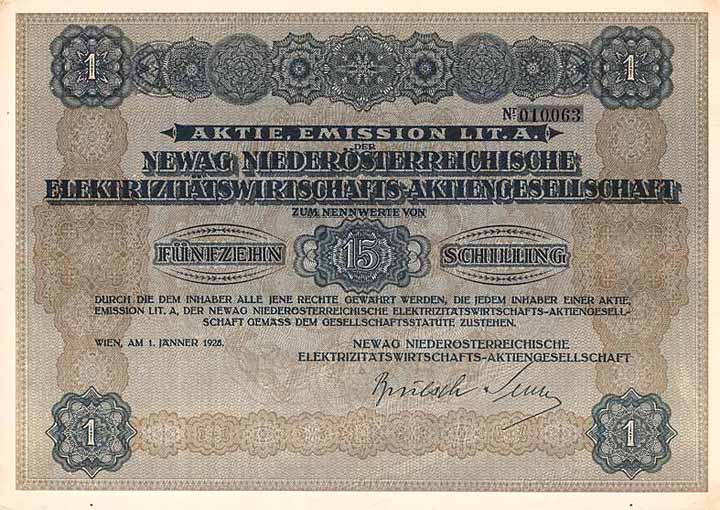 1 1
Nr. 010063
AKTIE, EMISSION LIT. A.
DER
NEWAG NIEDERÖSTERREICHISCHE
ELEKTRIZITÄTSWIRTSCHAFTS-AKTIENGESELLSCHAFT
ZUM NENNWERTE VON
FÜNFZEHN 15 SCHILLING
DURCH DIE DEM INHABER ALLE JENE RECHTE GEWÄHRT WERDEN, DIE JEDEM INHABER EINER AKTIE,
EMISSION LIT. A, DER NEWAG NIEDERÖSTERREICHISCHE ELEKTRIZITÄTSWIRTSCHAFTS-AKTIENGESELL-
SCHAFT GEMÄSS DEM GESELLSCHAFTSSTATUTE ZUSTEHEN.
WIEN, AM 1. JÄNNER
NEWAG NIEDERÖSTERREICHISCHE
ELEKTRIZITÄTSWIRTSCHAFTS-AKTIENGESELLSCHAFT
1 1